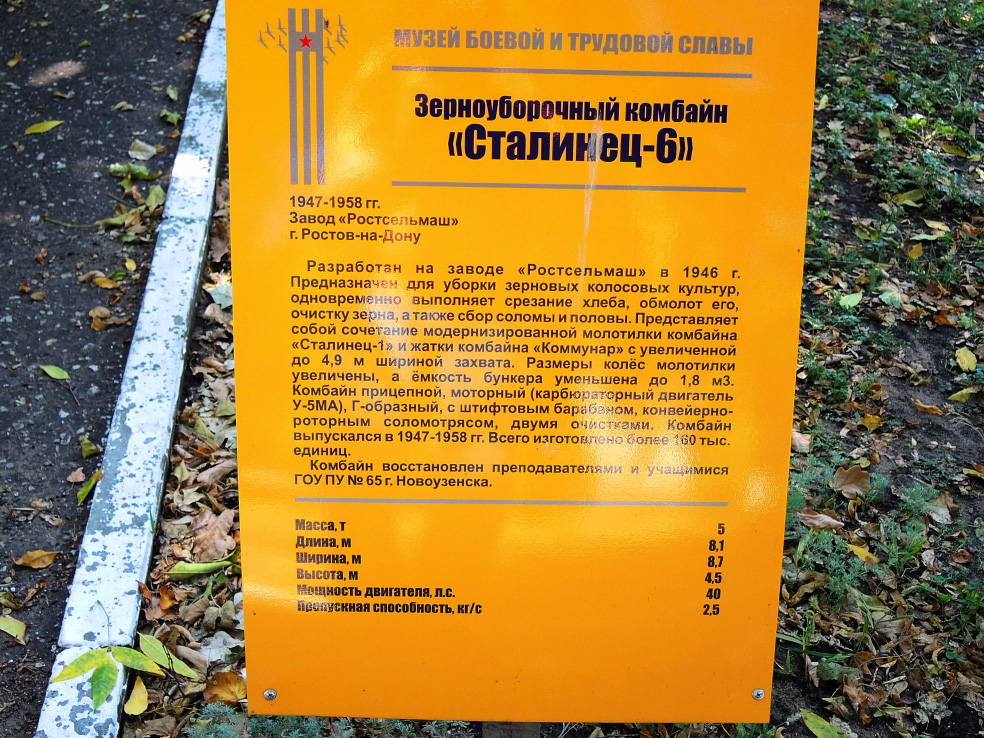 МУЗЕЙ БОЕВОЙ И ТРУДОВОЙ СЛАВЫ
Зерноуборочный комбайн
«Сталинец-6»
1947-1958 гг.
Завод «Ростсельмаш»
г. Ростов-на-Дону
Разработан на заводе «Ростсельмаш» в 1946 г.
Предназначен для уборки зерновых колосовых культур,
одновременно выполняет срезание хлеба, обмолот его,
очистку зерна, а также сбор соломы и половы. Представляет
собой сочетание модернизированной молотилки комбайна
«Сталинец-1» и жатки комбайна «Коммунар» с увеличенной
до 4,9 м шириной захвата. Размеры колёс молотилки
увеличены, а ёмкость бункера уменьшена до 1,8 м3.
Комбайн прицепной, моторный (карбюраторный двигатель
У-5МА), Г-образный, с штифтовым барабаном, конвейерно-
роторным соломотрясом, двумя очистками. Комбайн
выпускался в 1947-1958 гг. Всего изготовлено более 160 тыс.
единиц.
Комбайн восстановлен преподавателями и учащимися
ГОУ ПУ № 65 г. Новоузенска.
Масса, т 5
Длина, м 8,1
Ширина, м 8,7
Высота, м 4,5
Мощность двигателя, л.с. 40
Пропускная способность, кг/с 2,5